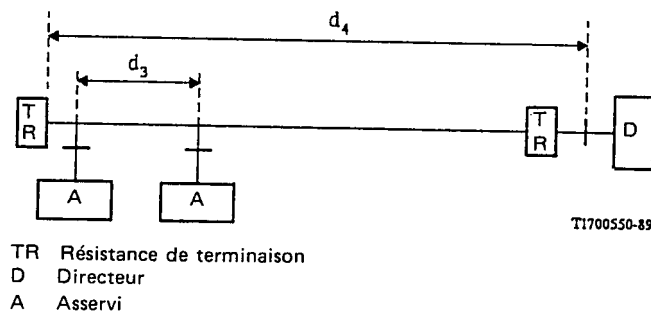 d4
d3
T
R
T
R
D
A
A
T1700550-89
TR Résistance de terminaison
D Directeur
A Asservi